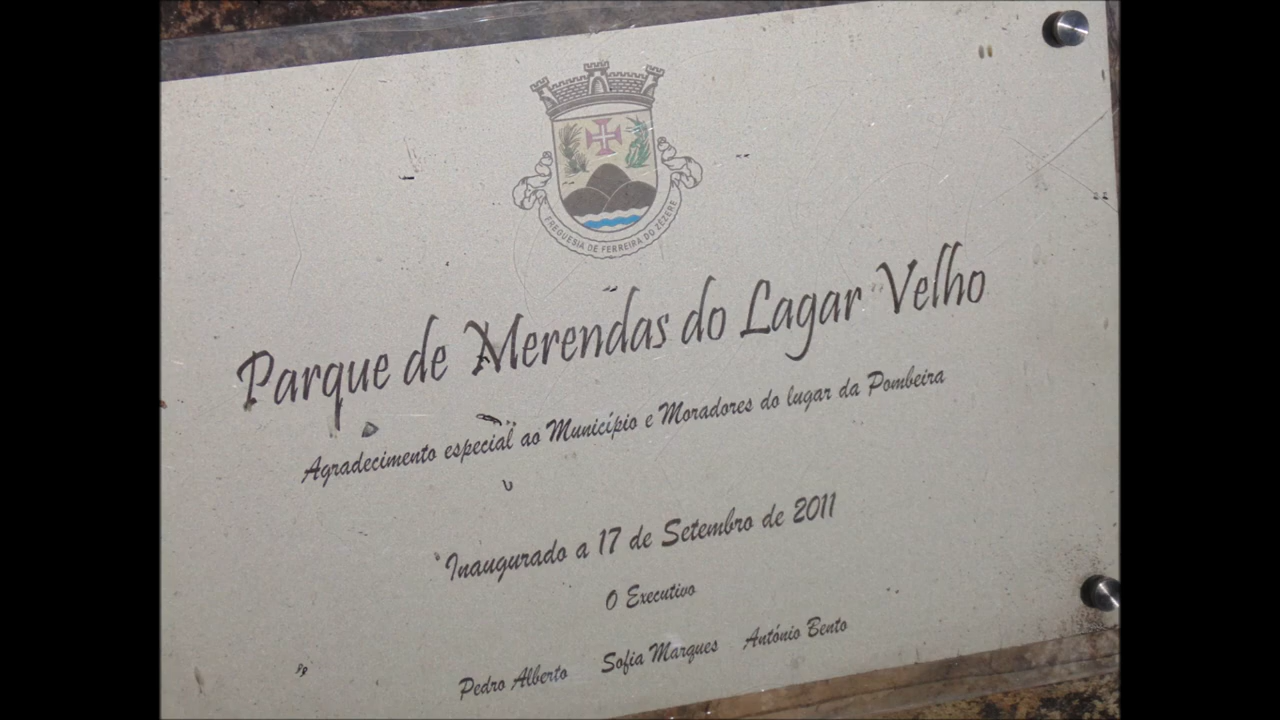 FREGUESIA DE FERREIRA DO ZÊZERE
Parque de Merendas do Lagar Velho
Agradecimento especial ao Município e Moradores do lugar da Pombeira
Inaugurado a 17 de Setembro de 2011
O Executivo
Pedro Alberto Sofia Marques António Bento